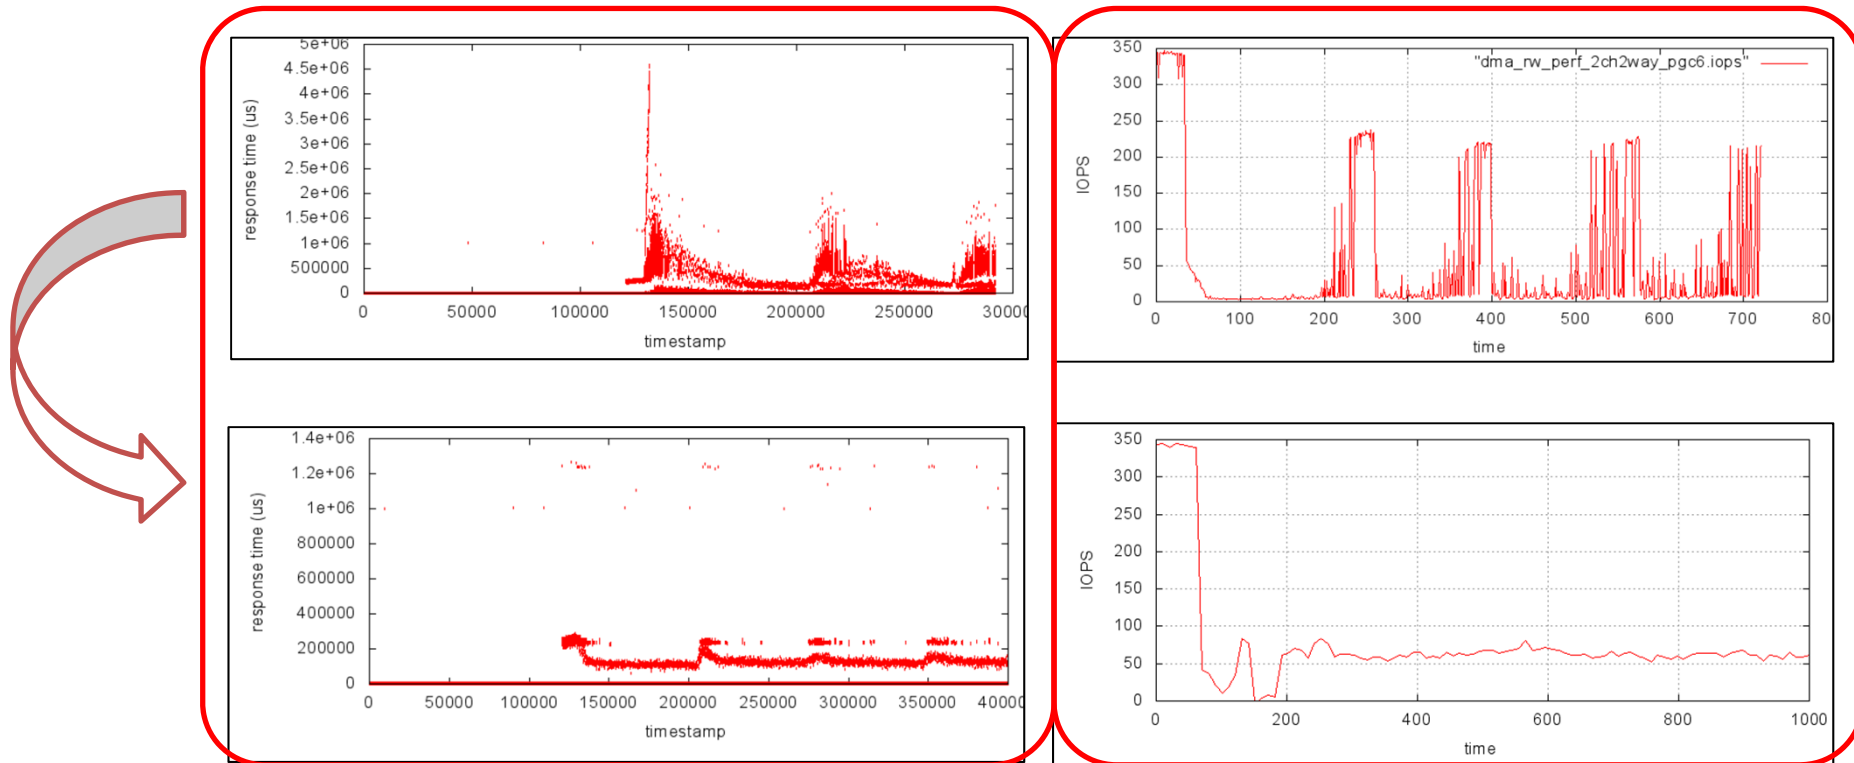 5e+06
4.5e+06
4e+06
3.5e+06
3e+06
2.5e+06
2e+06
1.5e+06
1e+06
500000
0
response time (us)
0 50000 100000 150000 200000 250000 30000
timestamp
350
300
250
200
150
100
50
0
IOPS
"dma_rw_perf_2ch2way_pgc6.iops"
0 100 200 300 400 500 600 700 80
time
1.4e+06
1.2e+06
1e+06
800000
600000
400000
200000
0
response time (us)
0 50000 100000 150000 200000 250000 300000 350000 40000
timestamp
350
300
250
200
150
100
50
0
IOPS
0 200 400 600 800 1000
time